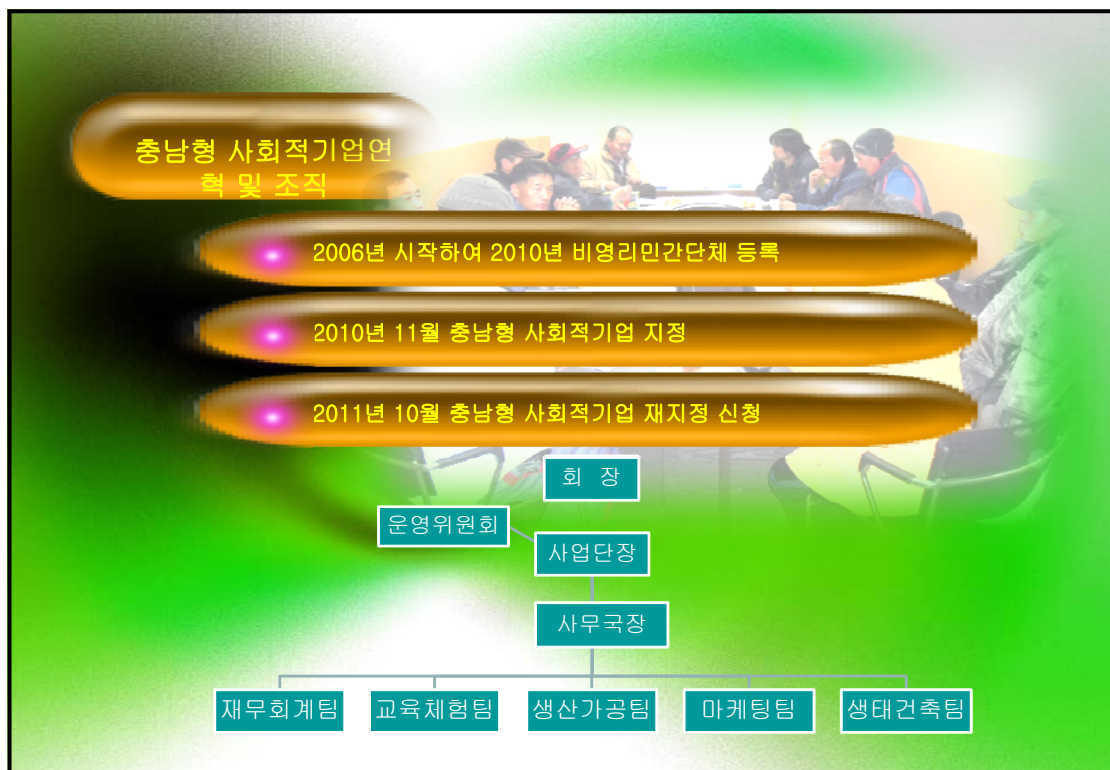 충남형 사회적기업연
혁 및 조직
2006년 시작하여 2010년 비영리민간단체 등록
2010년 11월 충남형 사회적기업 지정
2011년 10월 충남형 사회적기업 재지정 신청
회 장
운영위원회
사업단장
사무국장
재무회계팀 교육체험팀 생산가공팀 마케팅팀 생태건축팀